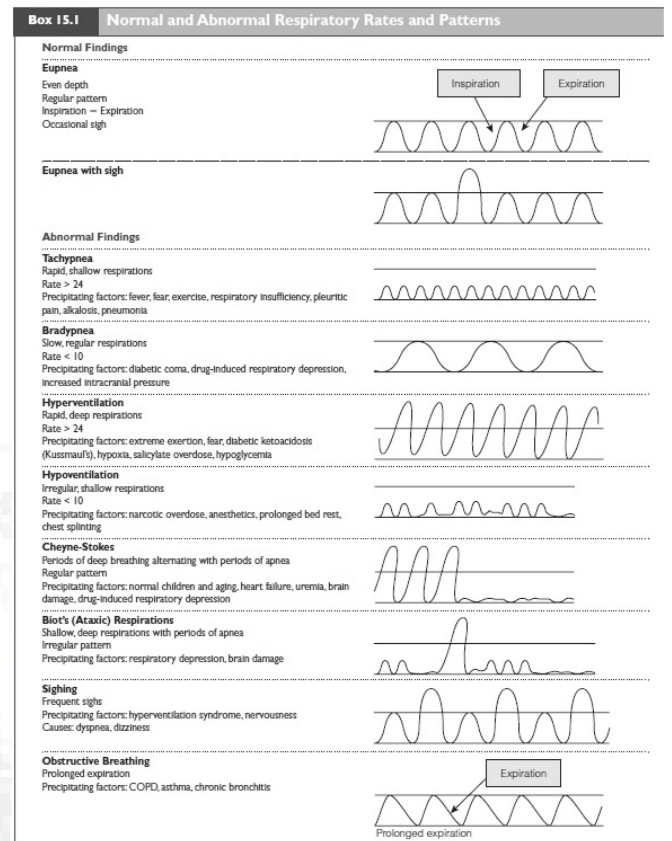 Box 15.1 Normal and Abnormal Respiratory Rates and Patterns
Normal Findings
Eupnea
Even depth
Regular pattern
Inspiration = Expiration
Occasional sigh
Inspiration
Expiration
Eupnea with sigh
Abnormal Findings
Tachypnea
Rapid, shallow respirations
Rate > 24
Precipitating factors: fever, fear, exercise, respiratory insufficiency, pleuritic
pain, alkalosis, pneumonia
Bradypnea
Slow, regular respirations
Rate < 10
Precipitating factors: diabetic coma, drug-induced respiratory depression,
increased intracranial pressure
Hyperventilation
Rapid, deep respirations
Rate > 24
Precipitating factors: extreme exertion, fear, diabetic ketoacidosis
(Kussmaul's), hypoxia, salicylate overdose, hypoglycemia
Hypoventilation
Irregular, shallow respirations
Rate < 10
Precipitating factors: narcotic overdose, anesthetics, prolonged bed rest,
chest splinting
Cheyne-Stokes
Periods of deep breathing alternating with periods of apnea
Regular pattern
Precipitating factors: normal children and aging, heart failure, uremia, brain
damage, drug-induced respiratory depression
Biot's (Ataxic) Respirations
Shallow, deep respirations with periods of apnea
Irregular pattern
Precipitating factors: respiratory depression, brain damage
Sighing
Frequent sighs
Precipitating factors: hyperventilation syndrome, nervousness
Causes: dyspnea, dizziness
Obstructive Breathing
Prolonged expiration
Precipitating factors: COPD, asthma, chronic bronchitis
Expiration
Prolonged expiration